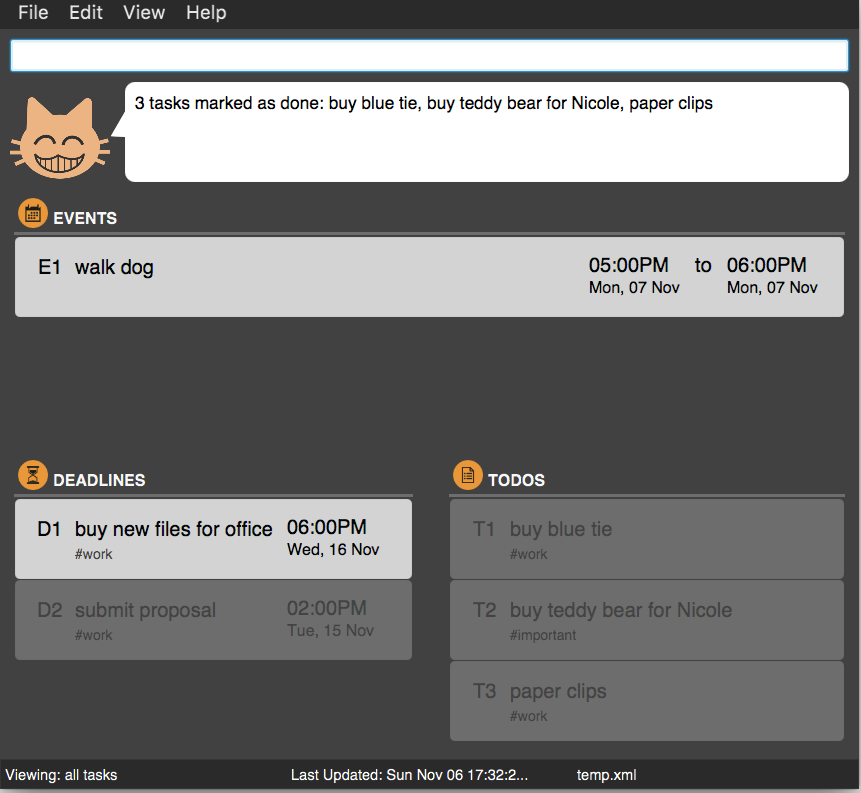 File Edit View Help
3 tasks marked as done: buy blue tie, buy teddy bear for Nicole, paper clips
EVENTS
E1 walk dog 05:00PM to 06:00PM
Mon, 07 Nov Mon, 07 Nov
DEADLINES
D1 buy new files for office 06:00PM
#work Wed, 16 Nov
D2 submit proposal 02:00PM
#work Tue, 15 Nov
TODOS
T1 buy blue tie
#work
T2 buy teddy bear for Nicole
#important
T3 paper clips
#work
Viewing: all tasks Last Updated: Sun Nov 06 17:32:2... temp.xml